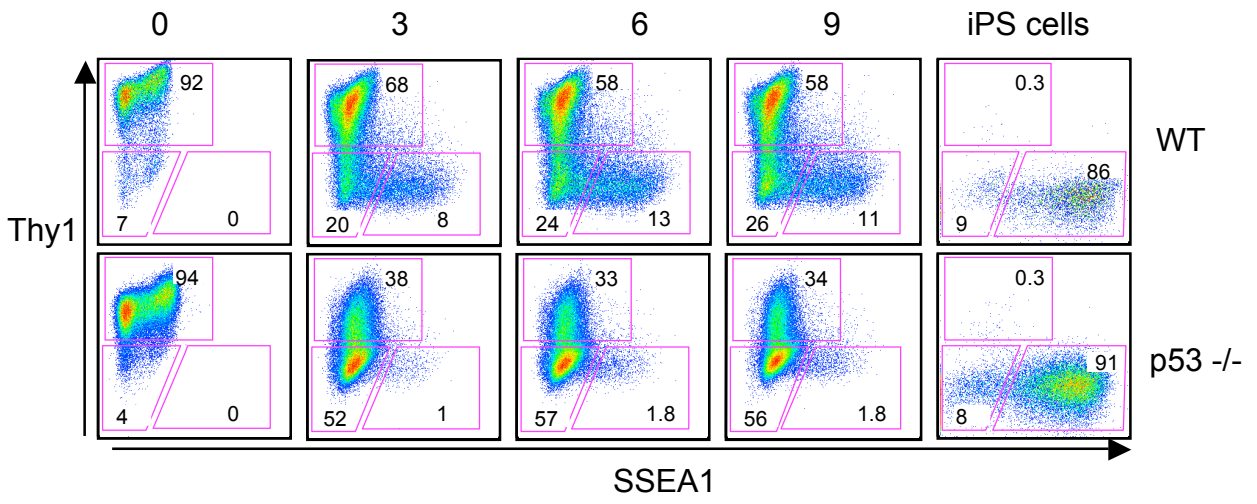 0 3 6 9 iPS cells
92 68 58 58 0.3
WT
86
7 0 20 8 24 13 26 11 9
Thy1
94 38 33 34 0.3
91 p53 -/-
4 0 52 1 57 1.8 56 1.8 8
SSEA1